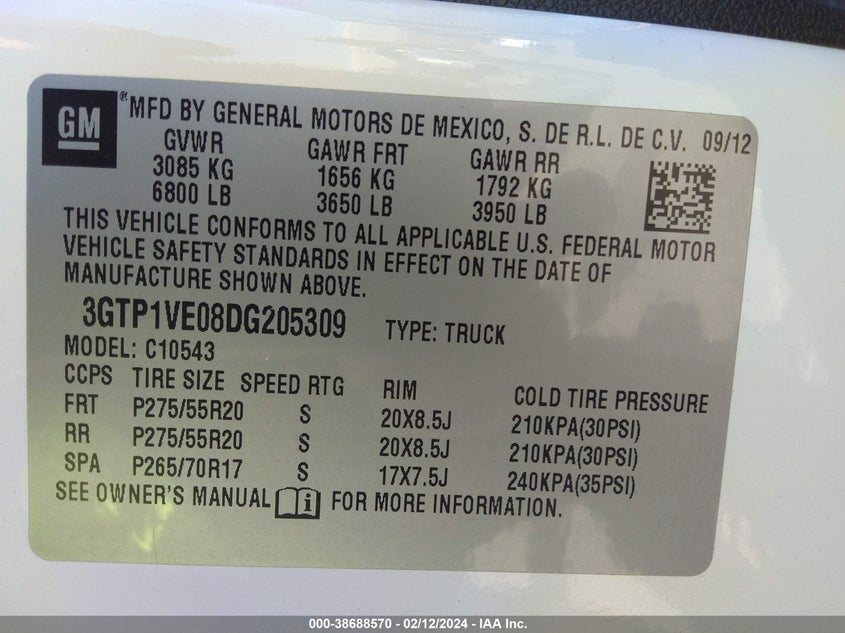 GM® MFD BY GENERAL MOTORS DE MEXICO, S. DE R.L. DE C.V. 09/12
GVWR GAWR FRT GAWR RR
3085 KG 1656 KG 1792 KG
6800 LB 3650 LB 3950 LB
THIS VEHICLE CONFORMS TO ALL APPLICABLE U.S. FEDERAL MOTOR
VEHICLE SAFETY STANDARDS IN EFFECT ON THE DATE OF
MANUFACTURE SHOWN ABOVE.
3GTP1VE08DG205309 TYPE: TRUCK
MODEL: C10543
CCPS TIRE SIZE SPEED RTG RIM COLD TIRE PRESSURE
FRT P275/55R20 S 20X8.5J 210KPA(30PSI)
RR P275/55R20 S 20X8.5J 210KPA(30PSI)
SPA P265/70R17 S 17X7.5J 240KPA(35PSI)
SEE OWNER'S MANUAL i FOR MORE INFORMATION.
000-38688570 - 02/12/2024 - IAA Inc.